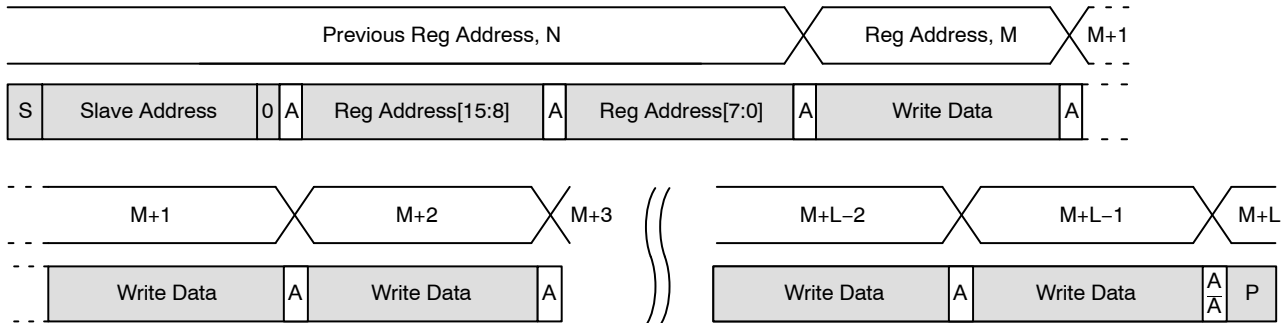 Previous Reg Address, N Reg Address, M M+1
S Slave Address 0 A Reg Address[15:8] A Reg Address[7:0] A Write Data A
M+1 M+2 M+3 M+L−2 M+L−1 M+L
Write Data A Write Data A Write Data A Write Data A A̅ P